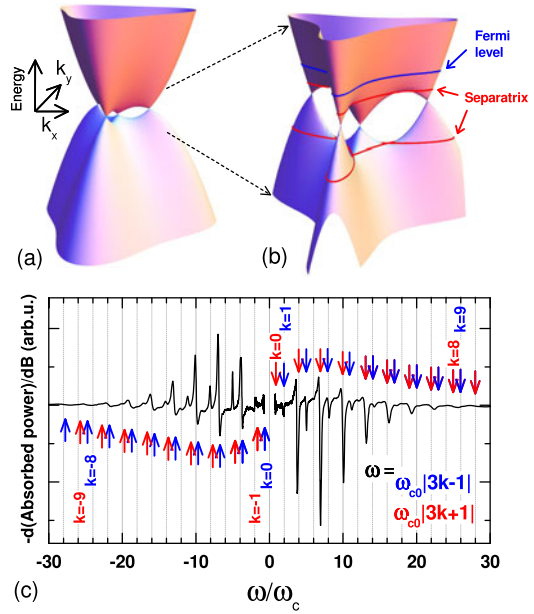 Energy
k_y
k_x
(a)
Fermi
level
Separatrix
(b)
-d(Absorbed power)/dB (arb.u.)
k=0
k=1
k=8
k=9
k=-9
k=-8
k=-1
k=0
ω = ω_c0|3k-1|
ω_c0|3k+1|
-30 -20 -10 0 10 20 30
ω/ω_c
(c)